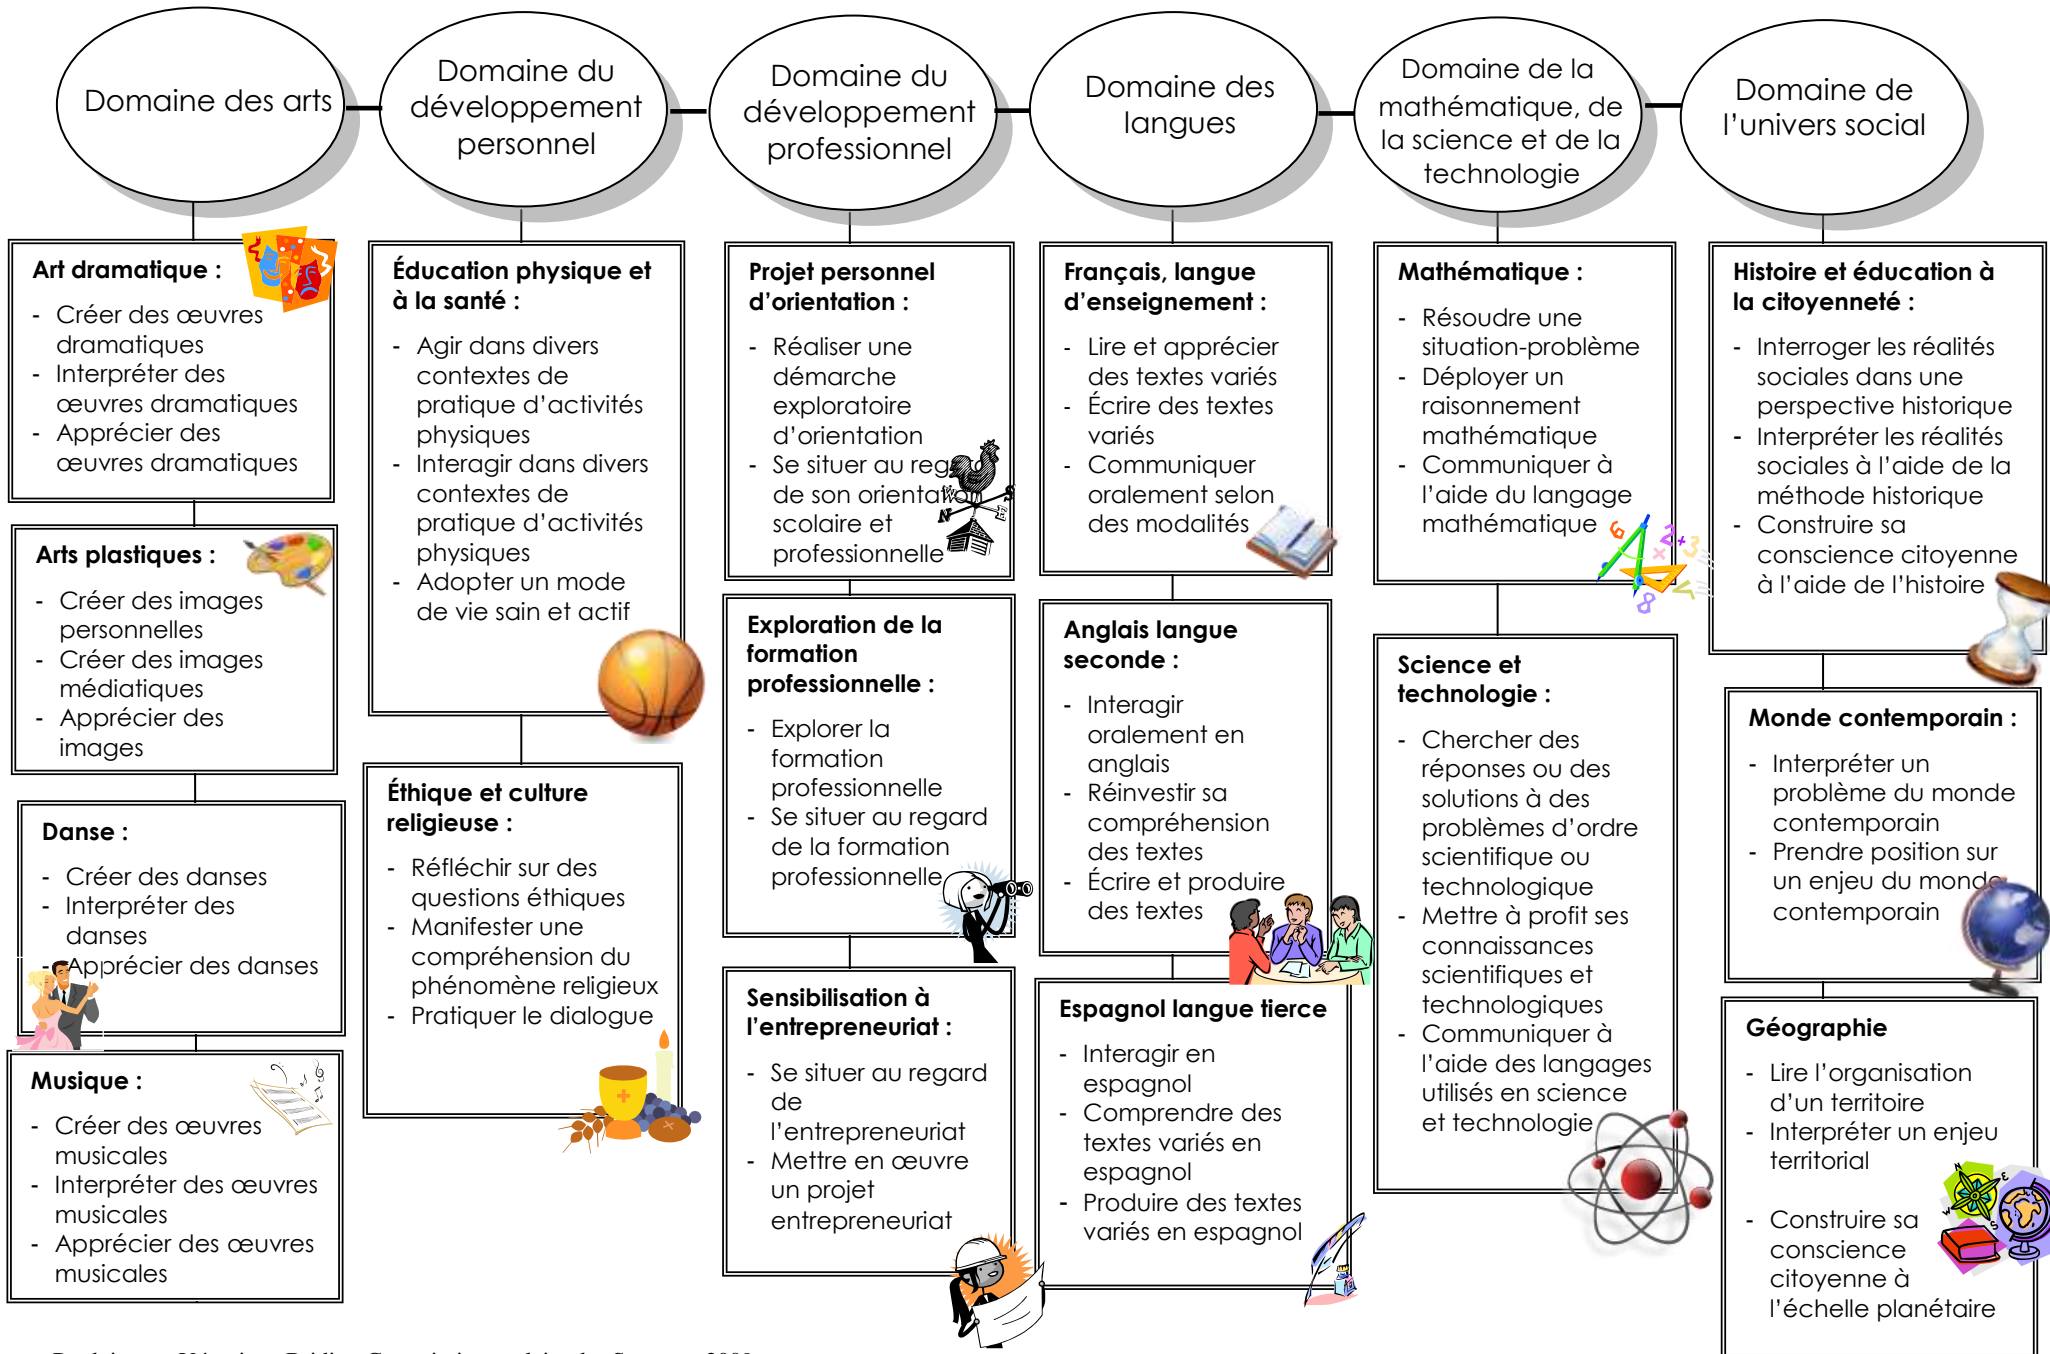 Domaine des arts
Domaine du
développement
personnel
Domaine du
développement
professionnel
Domaine des
langues
Domaine de la
mathématique, de
la science et de la
technologie
Domaine de
l'univers social
Art dramatique :
- Créer des œuvres
dramatiques
- Interpréter des
œuvres dramatiques
- Apprécier des
œuvres dramatiques
Arts plastiques :
- Créer des images
personnelles
- Créer des images
médiatiques
- Apprécier des
images
Danse :
- Créer des danses
- Interpréter des
danses
- Apprécier des danses
Musique :
- Créer des œuvres
musicales
- Interpréter des œuvres
musicales
- Apprécier des œuvres
musicales
Éducation physique et
à la santé :
- Agir dans divers
contextes de
pratique d'activités
physiques
- Interagir dans divers
contextes de
pratique d'activités
physiques
- Adopter un mode
de vie sain et actif
Éthique et culture
religieuse :
- Réfléchir sur des
questions éthiques
- Manifester une
compréhension du
phénomène religieux
- Pratiquer le dialogue
Projet personnel
d'orientation :
- Réaliser une
démarche
exploratoire
d'orientation
- Se situer au
de son
scolaire et
professionnelle
Exploration de la
formation
professionnelle :
- Explorer la
formation
professionnelle
- Se situer au regard
de la formation
professionnelle
Sensibilisation à
l'entrepreneuriat :
- Se situer au regard
de
l'entrepreneuriat
- Mettre en œuvre
un projet
entrepreneuriat
Français, langue
d'enseignement :
- Lire et apprécier
des textes variés
- Écrire des textes
variés
- Communiquer
oralement selon
des modalités
Anglais langue
seconde :
- Interagir
oralement en
anglais
- Réinvestir sa
compréhension
des textes
- Écrire et produire
des textes
Espagnol langue tierce
- Interagir en
espagnol
- Comprendre des
textes variés en
espagnol
- Produire des textes
variés en espagnol
Mathématique :
- Résoudre une
situation-problème
- Déployer un
raisonnement
mathématique
- Communiquer à
l'aide du langage
mathématique
Science et
technologie :
- Chercher des
réponses ou des
solutions à des
problèmes d'ordre
scientifique ou
technologique
- Mettre à profit ses
connaissances
scientifiques et
technologiques
- Communiquer à
l'aide des langages
utilisés en science
et technologie
Histoire et éducation à
la citoyenneté :
- Interroger les réalités
sociales dans une
perspective historique
- Interpréter les réalités
sociales à l'aide de la
méthode historique
- Construire sa
conscience citoyenne
à l'aide de l'histoire
Monde contemporain :
- Interpréter un
problème du monde
contemporain
- Prendre position sur
un enjeu du monde
contemporain
Géographie
- Lire l'organisation
d'un territoire
- Interpréter un enjeu
territorial
- Construire sa
conscience
citoyenne à
l'échelle planétaire